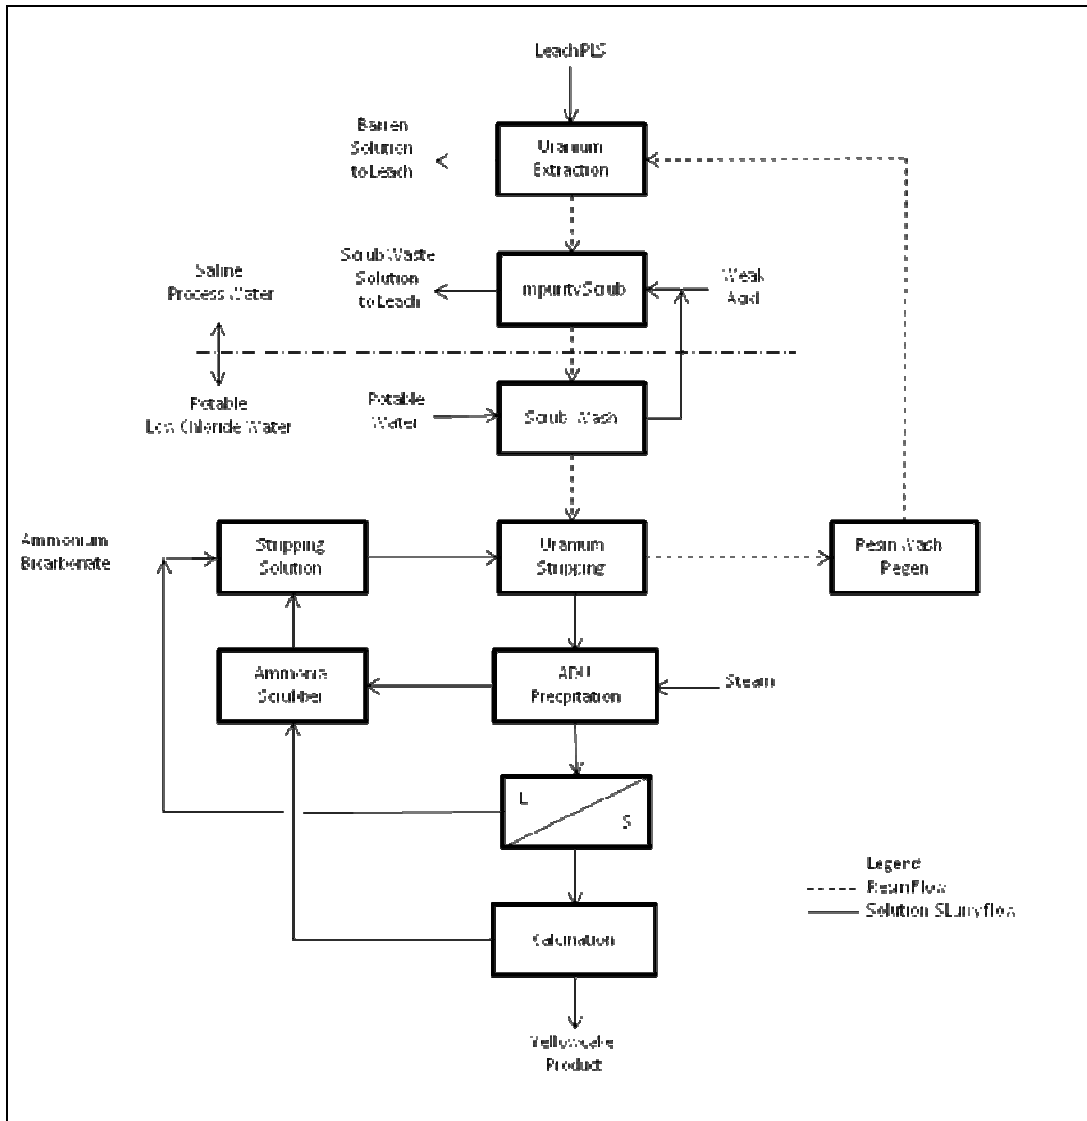 Leach PLS
Barren
Solution
to Leach
Uranium
Extraction
Scrub Waste
Solution
to Leach
Impurity Scrub
Weak
Acid
Saline
Process Water
Potable
Low Chloride Water
Potable
Water
Scrub Wash
Ammonium
Bicarbonate
Stripping
Solution
Uranium
Stripping
Resin Wash
Regen
Ammonia
Scrubber
ADU
Precpitation
Steam
L
S
Legend
Resin Flow
Solution SLurry flow
Calcination
Yellowcake
Product